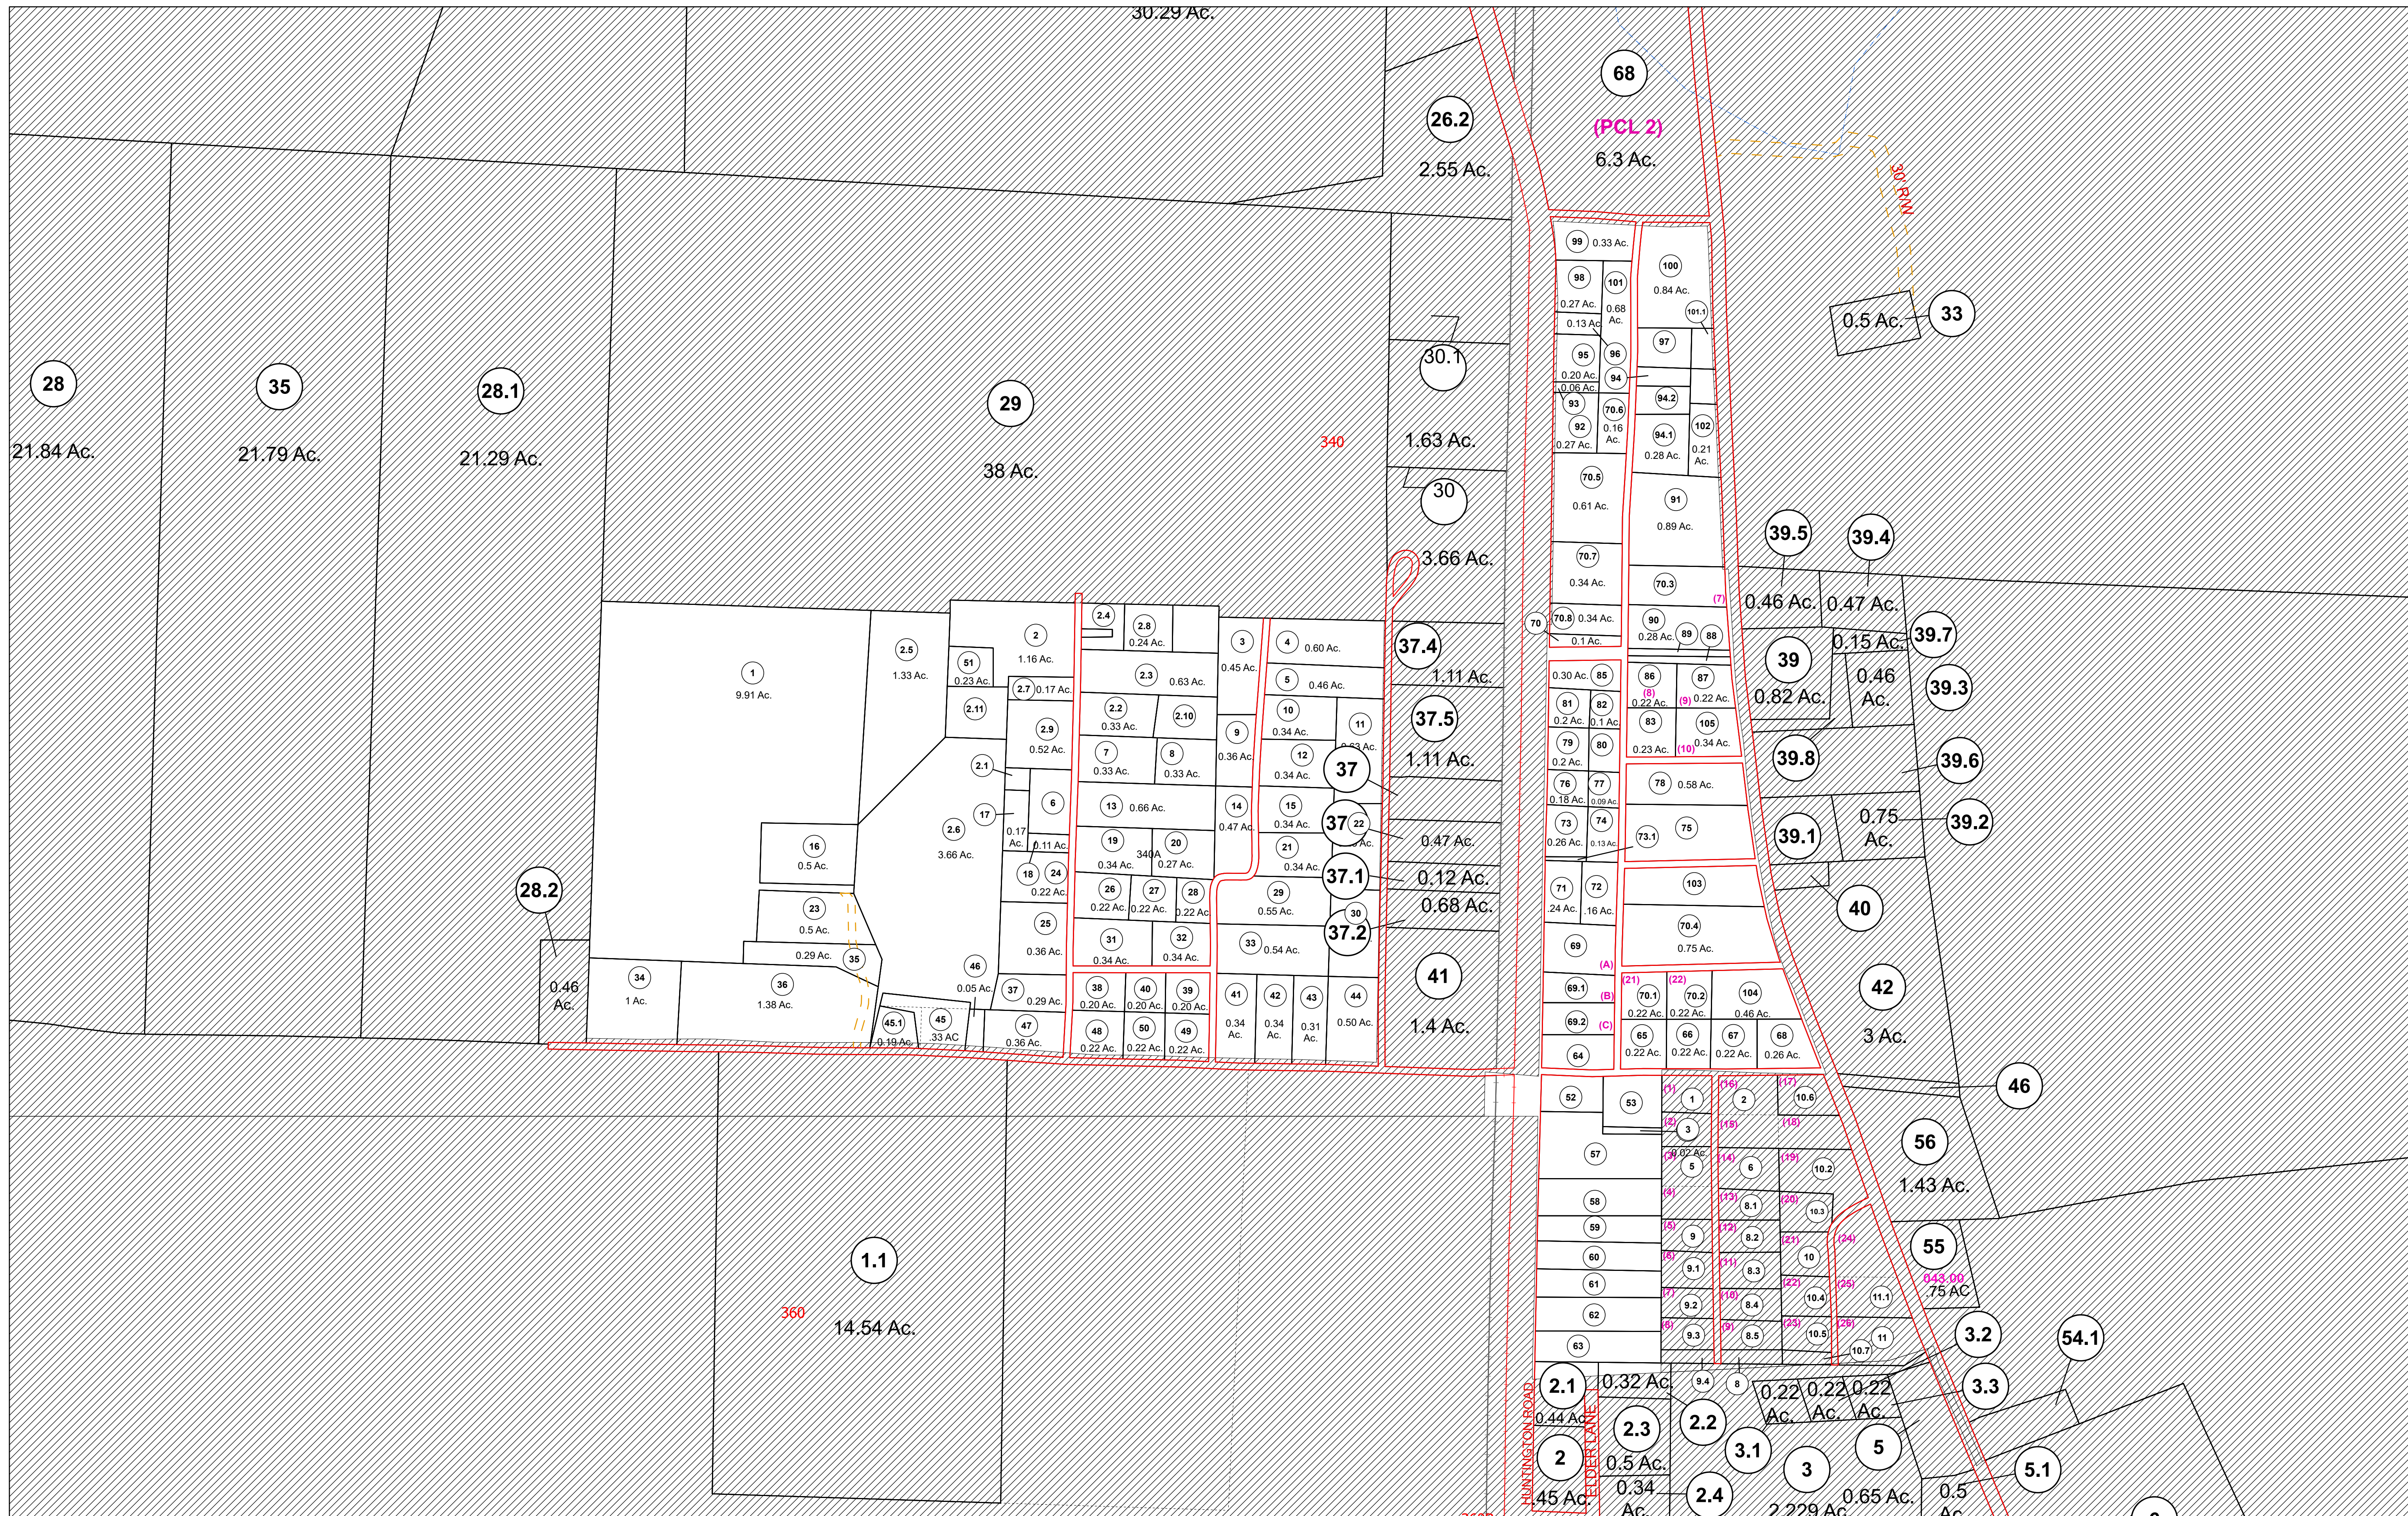 30.29 Ac.
68
(PCL 2)
6.3 Ac.
26.2
2.55 Ac.
30' R/W
33
0.5 Ac.
28
21.84 Ac.
35
21.79 Ac.
28.1
21.29 Ac.
29
38 Ac.
340
30.1
1.63 Ac.
30
3.66 Ac.
99
0.33 Ac.
98
0.27 Ac.
101
0.68
Ac.
0.13 Ac
100
0.84 Ac.
101.1
95
0.20 Ac.
96
97
94
0.06 Ac.
93
92
0.27 Ac.
70.6
0.16
Ac.
94.2
94.1
0.28 Ac.
102
0.21
Ac.
70.5
0.61 Ac.
91
0.89 Ac.
70.7
0.34 Ac.
70.3
(7)
70
70.8
0.34 Ac.
0.1 Ac.
90
0.28 Ac.
89
88
39.5
0.46 Ac.
39.4
0.47 Ac.
39.7
0.15 Ac.
39
0.82 Ac.
0.46
Ac.
39.3
39.8
39.6
39.1
0.75
Ac.
39.2
40
42
3 Ac.
46
56
1.43 Ac.
55
043.00
.75 AC
1
9.91 Ac.
2.5
1.33 Ac.
2
1.16 Ac.
51
0.23 Ac.
2.7
0.17 Ac.
2.11
2.9
0.52 Ac.
2.4
2.8
0.24 Ac.
2.3
0.63 Ac.
2.2
0.33 Ac.
2.10
3
0.45 Ac.
4
0.60 Ac.
5
0.46 Ac.
10
0.34 Ac.
11
37.4
1.11 Ac.
37.5
1.11 Ac.
7
0.33 Ac.
8
0.33 Ac.
9
0.36 Ac.
12
0.34 Ac.
37
2.1
6
17
0.17
Ac.
0.11 Ac.
2.6
3.66 Ac.
13
0.66 Ac.
14
0.47 Ac.
15
0.34 Ac.
22
0.47 Ac.
16
0.5 Ac.
19
0.34 Ac.
340A
20
0.27 Ac.
21
0.34 Ac.
37.1
0.12 Ac.
28.2
0.46
Ac.
18
24
0.22 Ac.
26
0.22 Ac.
27
0.22 Ac.
28
0.22 Ac.
29
0.55 Ac.
0.68 Ac.
30
37.2
23
0.5 Ac.
25
0.36 Ac.
31
0.34 Ac.
32
0.34 Ac.
33
0.54 Ac.
0.29 Ac.
35
34
1 Ac.
36
1.38 Ac.
46
0.05 Ac.
37
0.29 Ac.
38
0.20 Ac.
40
0.20 Ac.
39
0.20 Ac.
41
0.34
Ac.
42
0.34
Ac.
43
0.31
Ac.
44
0.50 Ac.
41
1.4 Ac.
45.1
0.19 Ac.
45
.33 AC
47
0.36 Ac.
48
0.22 Ac.
50
0.22 Ac.
49
0.22 Ac.
0.30 Ac.
85
86
(8)
0.22 Ac.
87
(9)
0.22 Ac.
81
0.2 Ac.
82
0.1 Ac.
83
0.23 Ac.
105
0.34 Ac.
(10)
79
0.2 Ac.
80
76
0.18 Ac.
77
0.09 Ac.
78
0.58 Ac.
73
0.26 Ac.
74
0.13 Ac.
73.1
75
71
.24 Ac.
72
.16 Ac.
103
70.4
0.75 Ac.
69
(A)
69.1
(B)
69.2
(C)
64
(21)
70.1
0.22 Ac.
(22)
70.2
0.22 Ac.
104
0.46 Ac.
65
0.22 Ac.
66
0.22 Ac.
67
0.22 Ac.
68
0.26 Ac.
52
53
(1)
1
(16)
2
(17)
10.6
(2)
3
(15)
(18)
0.02 Ac.
57
(3)
5
(14)
6
(19)
10.2
58
(4)
(13)
8.1
(20)
10.3
59
(5)
9
(12)
8.2
(21)
10
(24)
60
(6)
9.1
(11)
8.3
61
(22)
10.4
(25)
11.1
62
(7)
9.2
(10)
8.4
63
(8)
9.3
(9)
8.5
(23)
10.5
(26)
11
10.7
1.1
360
14.54 Ac.
2.1
0.44 Ac
0.32 Ac.
9.4
8
2.2
2.3
0.5 Ac.
2
.45 Ac.
HUNTINGTON ROAD
ELDER LANE
0.34
Ac.
2.4
0.22
Ac.
0.22
Ac.
0.22
Ac.
3.1
3.2
3.3
54.1
5
3
2.229 Ac
0.65 Ac.
5.1
0.5
Ac